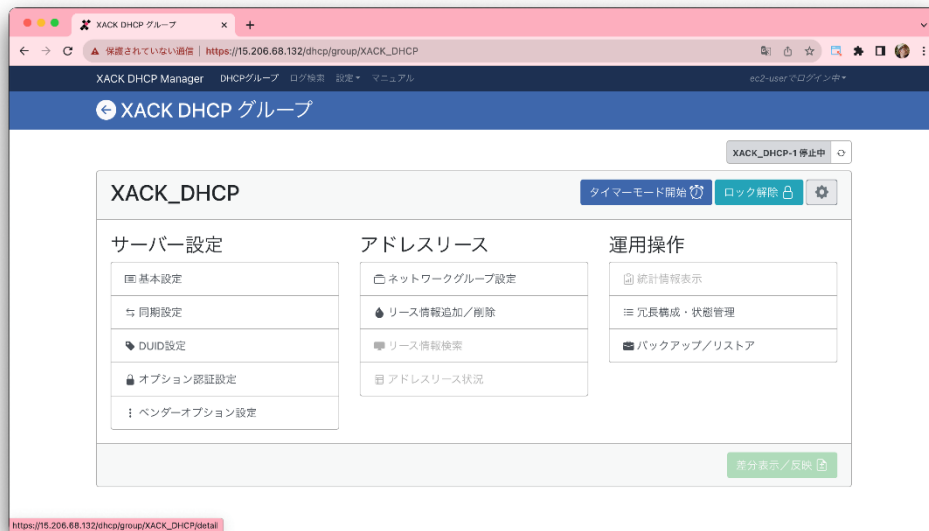 XACK DHCP グループ
保護されていない通信 | https://15.206.68.132/dhcp/group/XACK_DHCP
XACK DHCP Manager DHCPグループ ログ検索 設定 マニュアル ec2-userでログイン中
XACK DHCP グループ
XACK_DHCP-1 停止中
XACK_DHCP タイマーモード開始 ロック解除
サーバー設定 アドレスリース 運用操作
基本設定 ネットワークグループ設定 統計情報表示
同期設定 リース情報追加／削除 冗長構成・状態管理
DUID設定 リース情報検索 バックアップ／リストア
オプション認証設定 アドレスリース状況
ベンダーオプション設定
差分表示／反映
https://15.206.68.132/dhcp/group/XACK_DHCP/detail